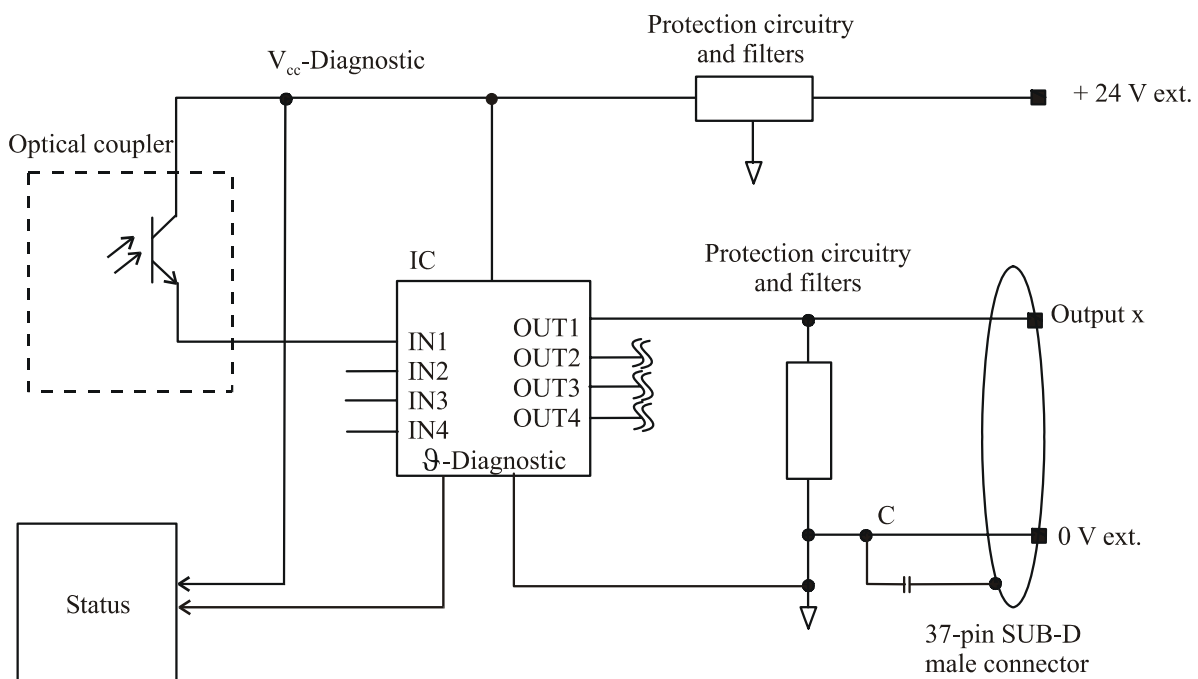 Protection circuitry
and filters
V_cc-Diagnostic
+ 24 V ext.
Optical coupler
Protection circuitry
and filters
IC
OUT1
Output x
IN1
OUT2
IN2
OUT3
IN3
OUT4
IN4
ϑ-Diagnostic
C
0 V ext.
Status
37-pin SUB-D
male connector